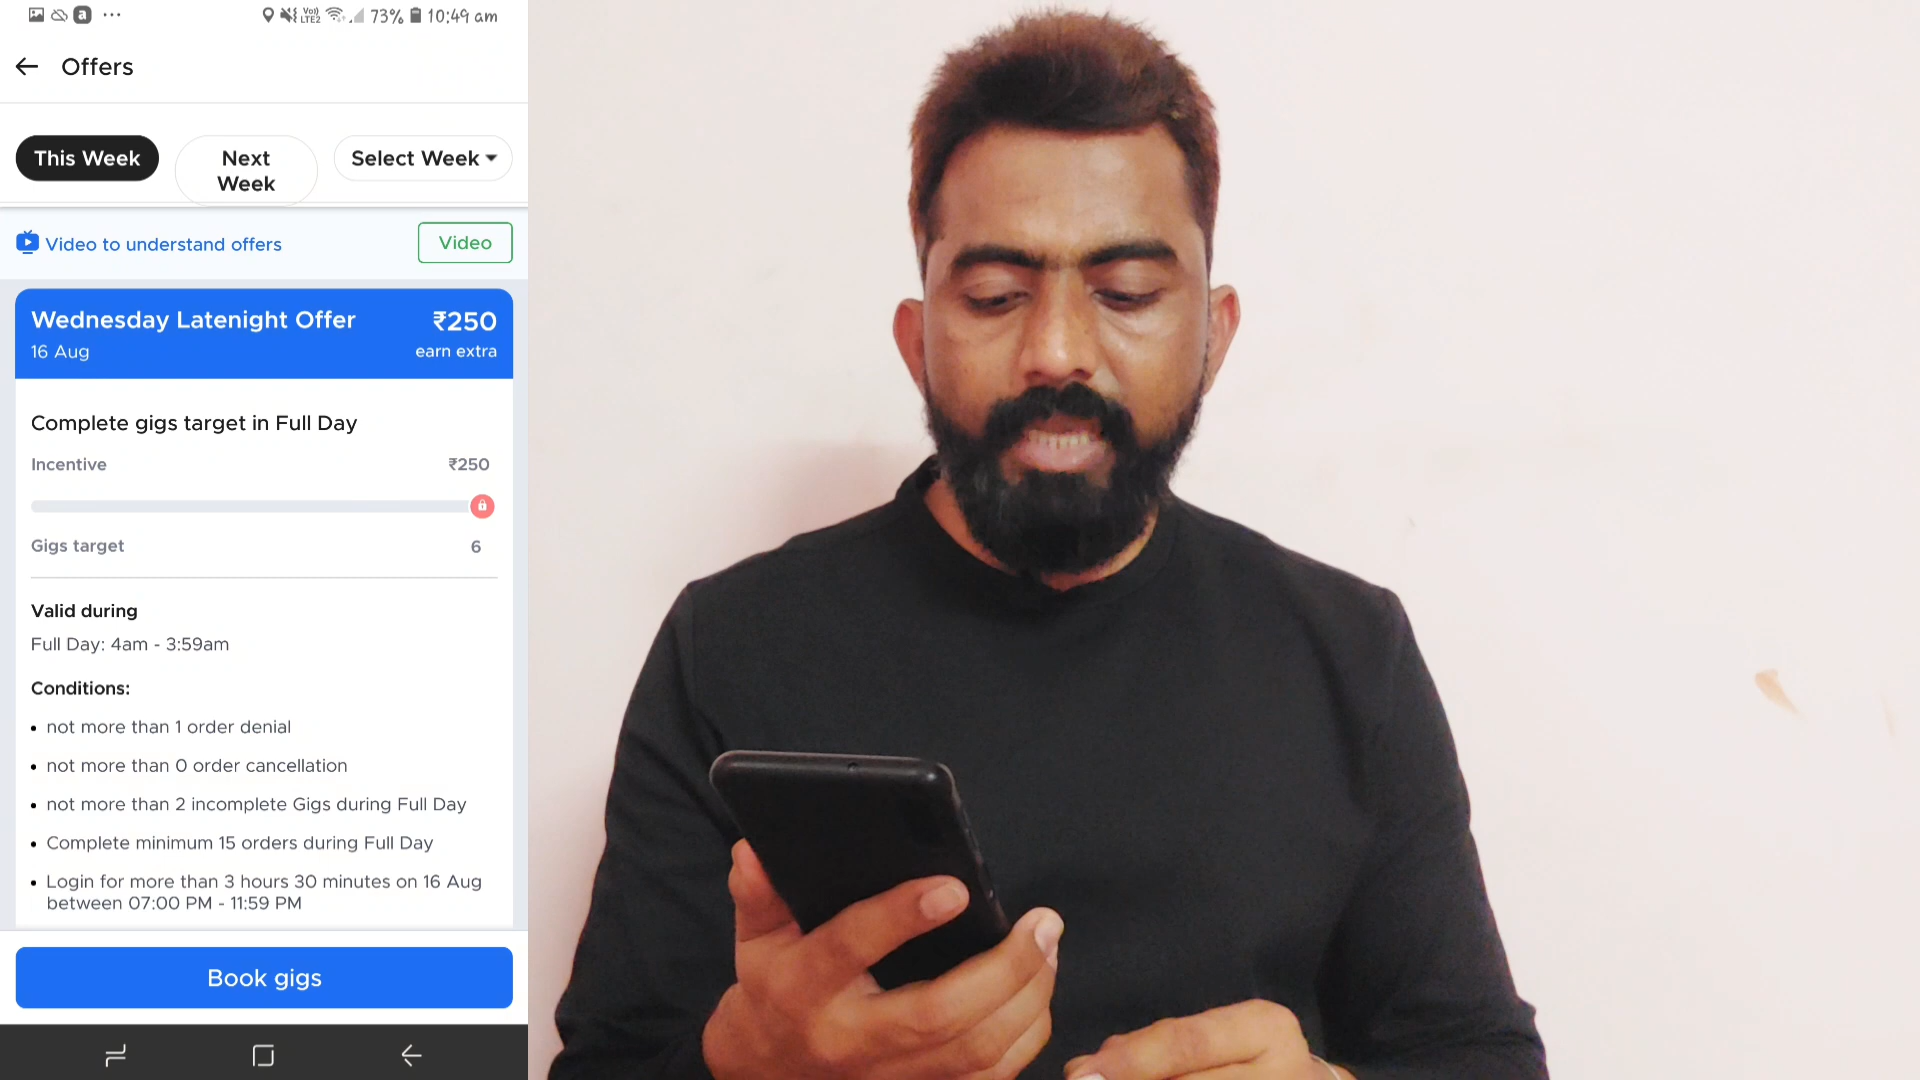 Vo)) LTE2 73% 10:49 am
Offers
This Week
Next
Week
Select Week
Video to understand offers
Video
Wednesday Latenight Offer
₹250
16 Aug
earn extra
Complete gigs target in Full Day
Incentive
₹250
Gigs target
6
Valid during
Full Day: 4am - 3:59am
Conditions:
not more than 1 order denial
not more than 0 order cancellation
not more than 2 incomplete Gigs during Full Day
Complete minimum 15 orders during Full Day
Login for more than 3 hours 30 minutes on 16 Aug
between 07:00 PM - 11:59 PM
Book gigs